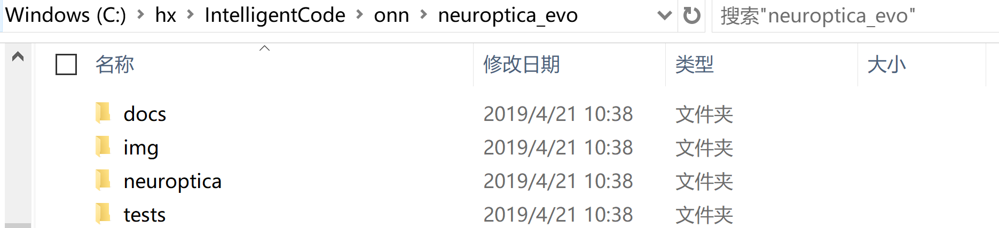 Windows (C:) > hx > IntelligentCode > onn > neuroptica_evo 搜索"neuroptica_evo"
名称 修改日期 类型 大小
docs 2019/4/21 10:38 文件夹
img 2019/4/21 10:38 文件夹
neuroptica 2019/4/21 10:38 文件夹
tests 2019/4/21 10:38 文件夹